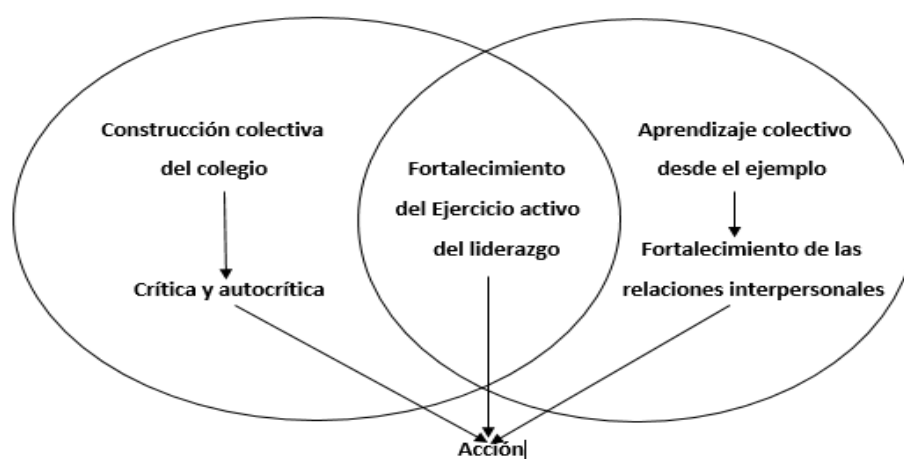 Construcción colectiva
del colegio
Crítica y autocrítica
Fortalecimiento
del Ejercicio activo
del liderazgo
Aprendizaje colectivo
desde el ejemplo
Fortalecimiento de las
relaciones interpersonales
Acción